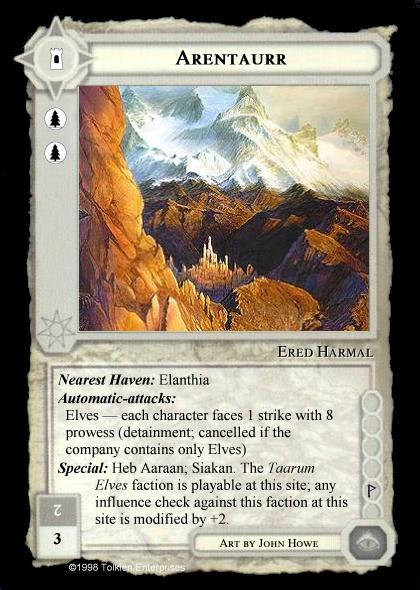 ARENTAURR
ERED HARMAL
Nearest Haven: Elanthia
Automatic-attacks:
Elves — each character faces 1 strike with 8
prowess (detainment; cancelled if the
company contains only Elves)
Special: Heb Aaraan; Siakan. The Taarum
Elves faction is playable at this site; any
influence check against this faction at this
site is modified by +2.
2
3
ART BY JOHN HOWE
©1998 Tolkien Enterprises